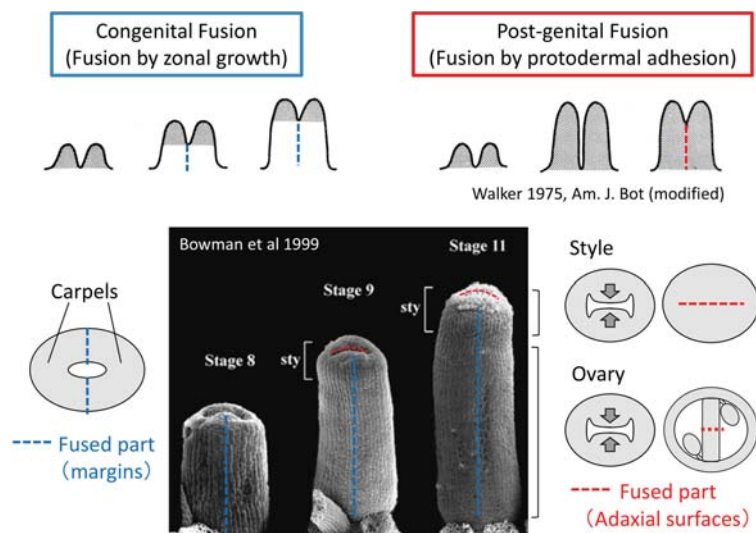 Congenital Fusion
(Fusion by zonal growth)
Post-genital Fusion
(Fusion by protodermal adhesion)
Walker 1975, Am. J. Bot (modified)
Bowman et al 1999
Stage 11
Stage 9
Stage 8
sty
sty
Carpels
Fused part
(margins)
Style
Ovary
Fused part
(Adaxial surfaces)